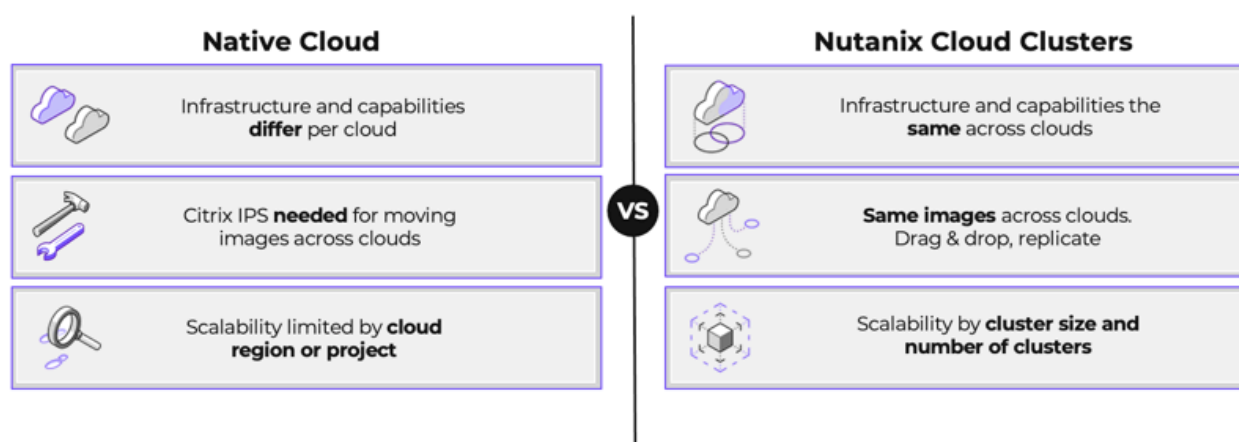 Native Cloud
Infrastructure and capabilities
differ per cloud
Citrix IPS needed for moving
images across clouds
Scalability limited by cloud
region or project
VS
Nutanix Cloud Clusters
Infrastructure and capabilities the
same across clouds
Same images across clouds.
Drag & drop, replicate
Scalability by cluster size and
number of clusters